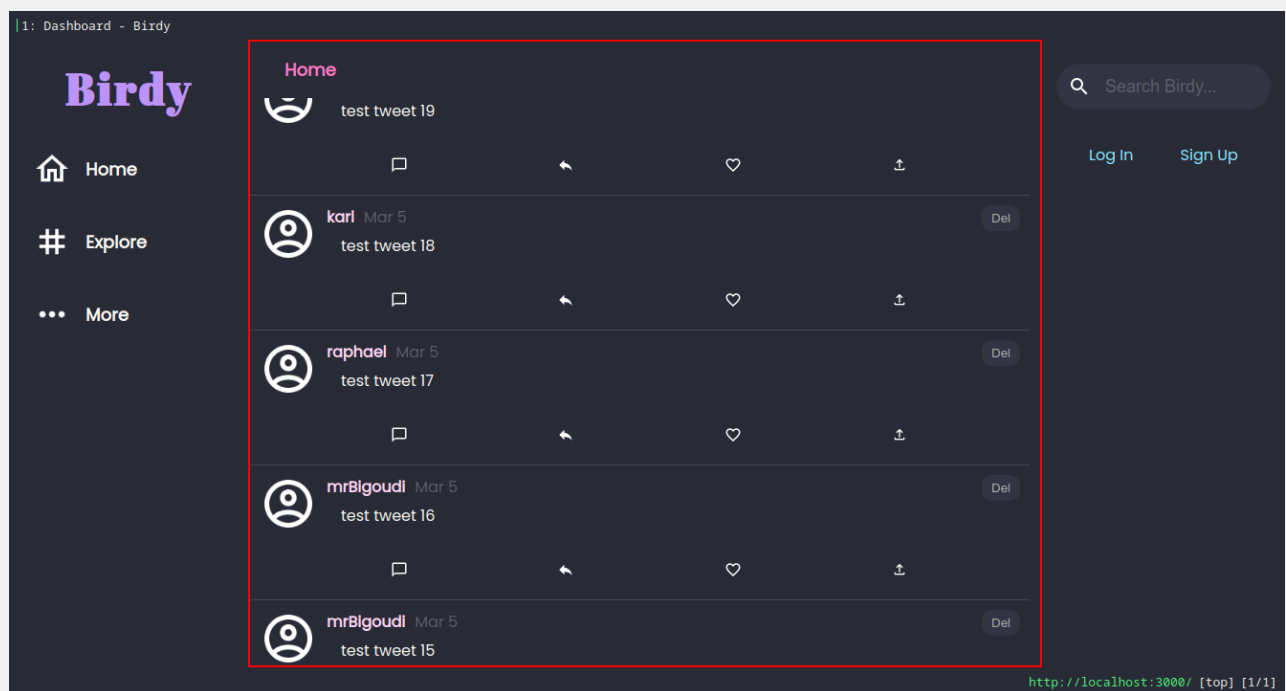 1: Dashboard - Birdy
Birdy
Home
Explore
More
Home
test tweet 19
karl Mar 5
Del
test tweet 18
raphael Mar 5
Del
test tweet 17
mrBigoudi Mar 5
Del
test tweet 16
mrBigoudi Mar 5
Del
test tweet 15
Search Birdy...
Log In Sign Up
http://localhost:3000/ [top] [1/1]